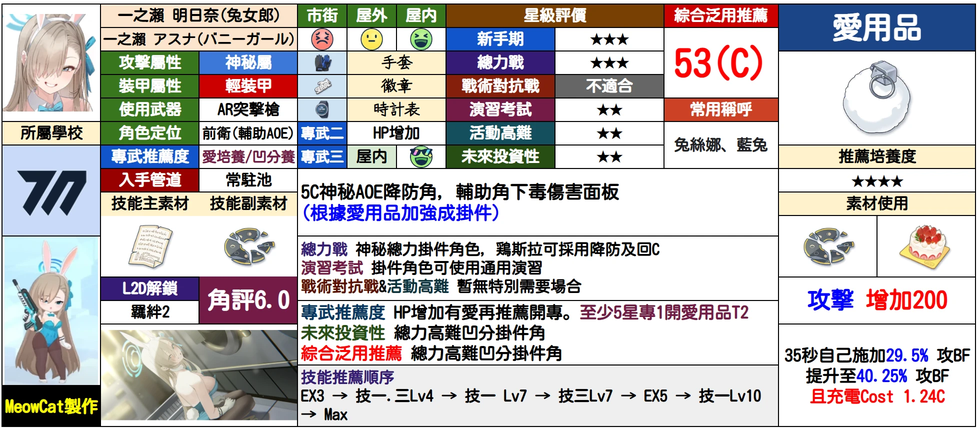 一之瀨 明日奈(兔女郎)
一之瀬 アスナ(バニーガール)
攻擊屬性 神秘屬
裝甲屬性 輕裝甲
使用武器 AR突擊槍
角色定位 前衛(輔助AOE)
專武推薦度 愛培養/凹分養
入手管道 常駐池
技能主素材 技能副素材
所屬學校
L2D解鎖
羈絆2
角評6.0
MeowCat製作
市街 屋外 屋内
手套
徽章
時計表
專武二 HP增加
專武三 屋内
星級評價
新手期 ★★★
總力戰 ★★★
戰術對抗戰 不適合
演習考試 ★★
活動高難 ★★
未來投資性 ★★
綜合泛用推薦
53(C)
常用稱呼
兔絲娜、藍兔
5C神秘AOE降防角，輔助角下毒傷害面板
(根據愛用品加強成掛件)
總力戰 神秘總力掛件角色，鶏斯拉可採用降防及回C
演習考試 掛件角色可使用通用演習
戰術對抗戰&活動高難 暫無特別需要場合
專武推薦度 HP增加有愛再推薦開專。至少5星專1開愛用品T2
未來投資性 總力高難凹分掛件角
綜合泛用推薦 總力高難凹分掛件角
技能推薦順序
EX3 → 技一.三Lv4 → 技一 Lv7 → 技三Lv7 → EX5 → 技一Lv10
→ Max
愛用品
推薦培養度
★★★★
素材使用
攻擊 增加200
35秒自己施加29.5% 攻BF
提升至40.25% 攻BF
且充電Cost 1.24C